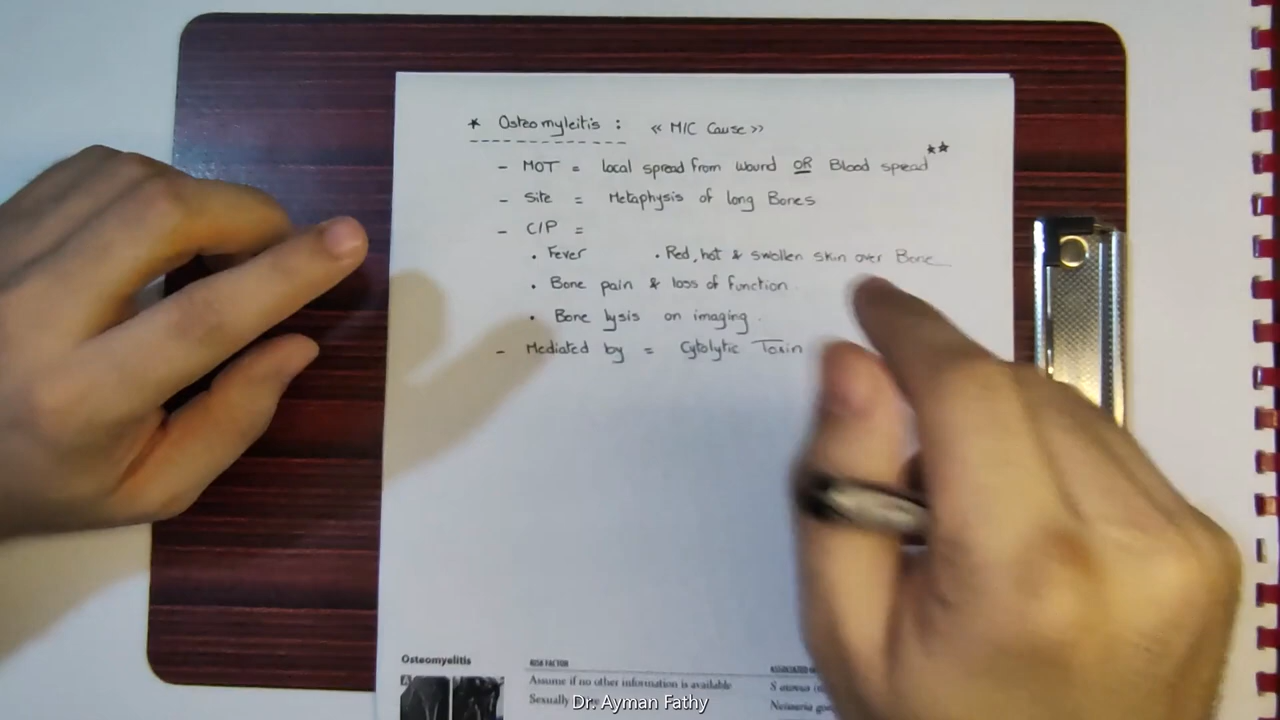 * Osteomyleitis : << M/C Cause >>
- MOT = local spread from wound OR Blood spread **
- Site = Metaphysis of long Bones
- C/P =
. Fever . Red, hot & swollen skin over Bone
. Bone pain & loss of function
. Bone lysis on imaging.
- Mediated by = Cytolytic Toxin
Osteomyelitis RISK FACTOR
A Assume if no other information is available S aureus
Sexually Neisseria
Dr. Ayman Fathy